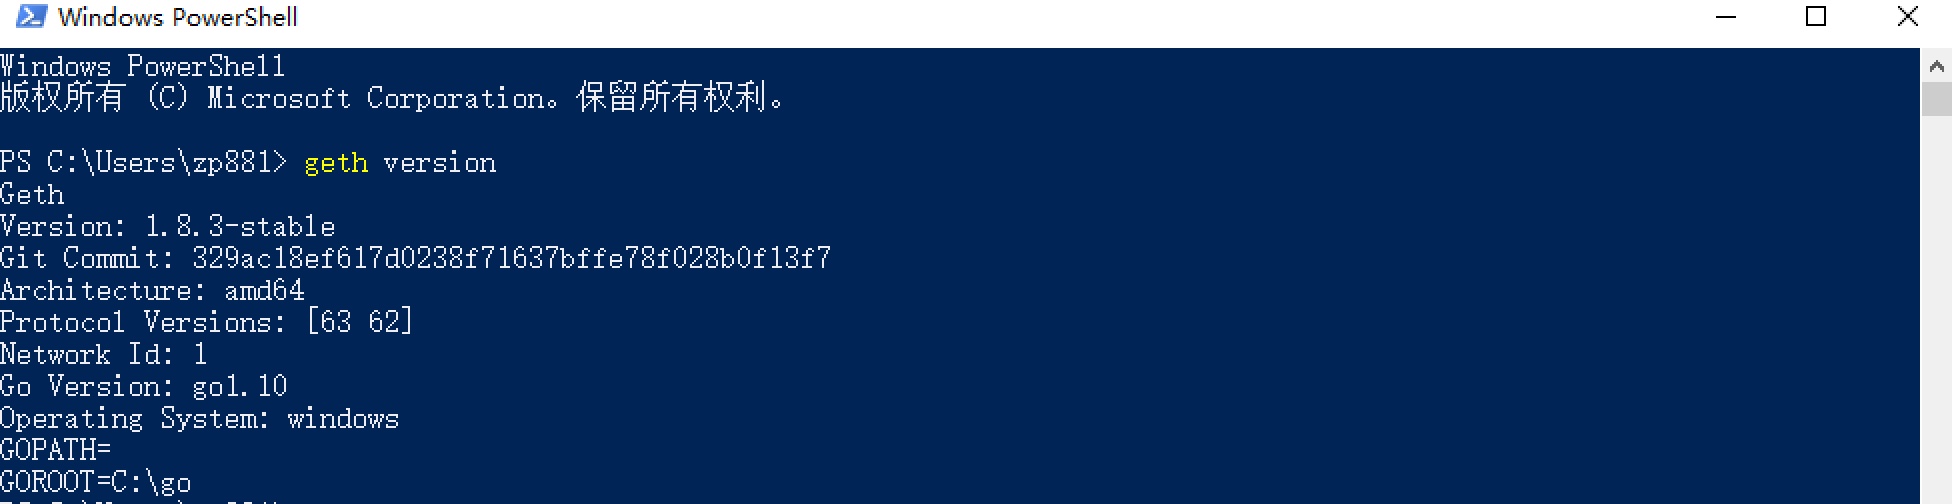 Windows PowerShell
Windows PowerShell
版权所有 (C) Microsoft Corporation。保留所有权利。
PS C:\Users\zp881> geth version
Geth
Version: 1.8.3-stable
Git Commit: 329ac18ef617d0238f71637bffe78f028b0f13f7
Architecture: amd64
Protocol Versions: [63 62]
Network Id: 1
Go Version: go1.10
Operating System: windows
GOPATH=
GOROOT=C:\go